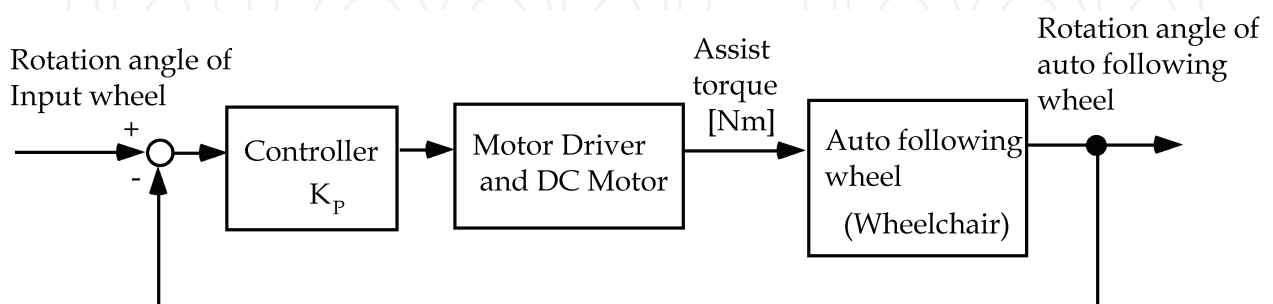 Rotation angle of
Input wheel
+
-
Controller
K_P
Motor Driver
and DC Motor
Assist
torque
[Nm]
Auto following
wheel
(Wheelchair)
Rotation angle of
auto following
wheel